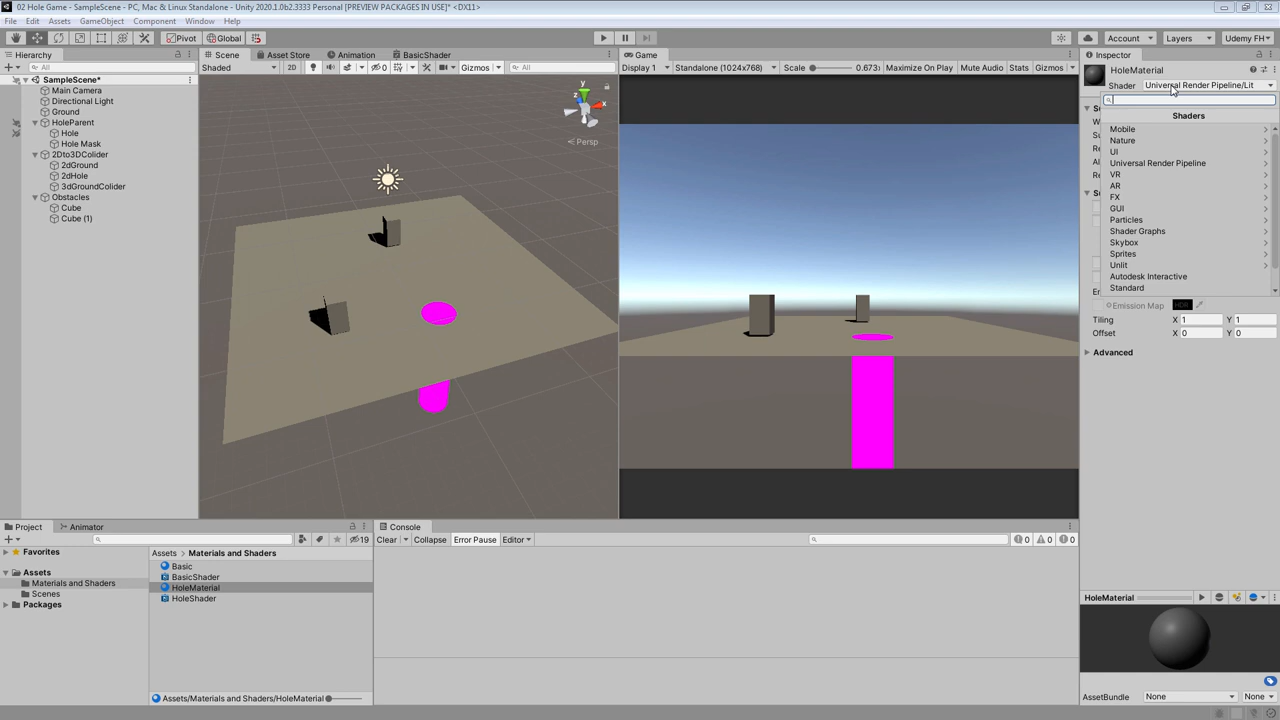 02 Hole Game - SampleScene - PC, Mac & Linux Standalone - Unity 2020.1.0b2.3333 Personal [PREVIEW PACKAGES IN USE]* <DX11>
File Edit Assets GameObject Component Window Help
Pivot Global Account Layers Udemy FH
Hierarchy
All
SampleScene*
Main Camera
Directional Light
Ground
HoleParent
Hole
Hole Mask
2Dto3DColider
2dGround
2dHole
3dGroundColider
Obstacles
Cube
Cube (1)
Scene Asset Store Animation BasicShader
Shaded 2D 0 Gizmos All
y
z x
Persp
Game
Display 1 Standalone (1024x768) Scale 0.673x Maximize On Play Mute Audio Stats Gizmos
Inspector
HoleMaterial
Shader Universal Render Pipeline/Lit
Shaders
Mobile
Nature
UI
Universal Render Pipeline
VR
AR
FX
GUI
Particles
Shader Graphs
Skybox
Sprites
Unlit
Autodesk Interactive
Standard
Emission Map HDR
Tiling X 1 Y 1
Offset X 0 Y 0
Advanced
Project Animator
19
Favorites
Assets
Materials and Shaders
Scenes
Packages
Assets > Materials and Shaders
Basic
BasicShader
HoleMaterial
HoleShader
Assets/Materials and Shaders/HoleMaterial
Console
Clear Collapse Error Pause Editor 0 0 0
HoleMaterial
AssetBundle None None